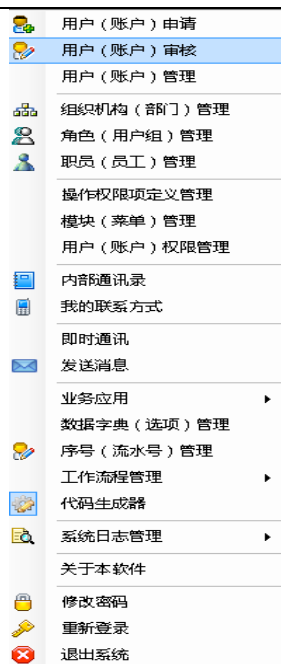 用户（账户）申请
用户（账户）审核
用户（账户）管理
组织机构（部门）管理
角色（用户组）管理
职员（员工）管理
操作权限项定义管理
模块（菜单）管理
用户（账户）权限管理
内部通讯录
我的联系方式
即时通讯
发送消息
业务应用
数据字典（选项）管理
序号（流水号）管理
工作流程管理
代码生成器
系统日志管理
关于本软件
修改密码
重新登录
退出系统